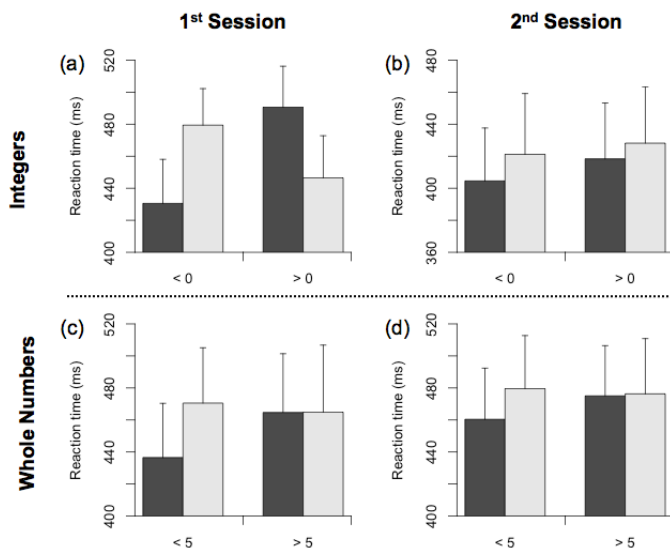 1st Session
2nd Session
Integers
(a)
Reaction time (ms)
520
480
440
400
< 0
> 0
(b)
Reaction time (ms)
480
440
400
360
< 0
> 0
Whole Numbers
(c)
Reaction time (ms)
520
480
440
400
< 5
> 5
(d)
Reaction time (ms)
520
480
440
400
< 5
> 5